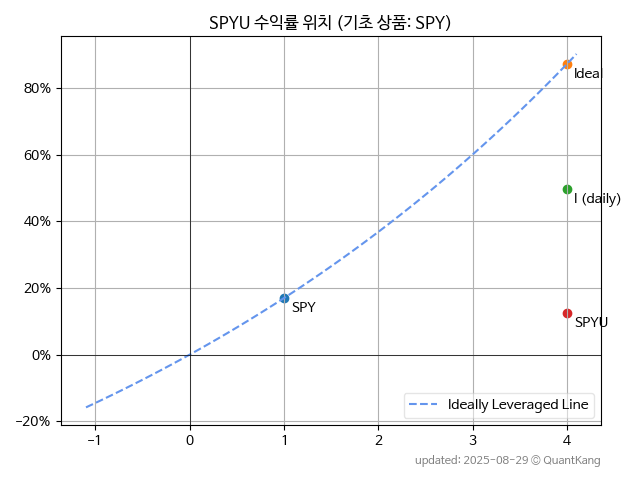 SPYU 수익률 위치 (기초 상품: SPY)
80%
60%
40%
20%
0%
−20%
Ideal
I (daily)
SPY
SPYU
Ideally Leveraged Line
−1 0 1 2 3 4
updated: 2025-08-29 © QuantKang